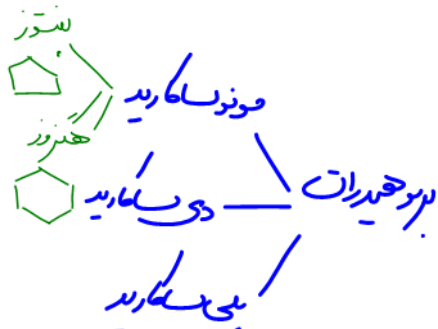 پنتوز
مونوساکارید
هگزوز
دی ساکارید
کربوهیدرات
پلی ساکارید